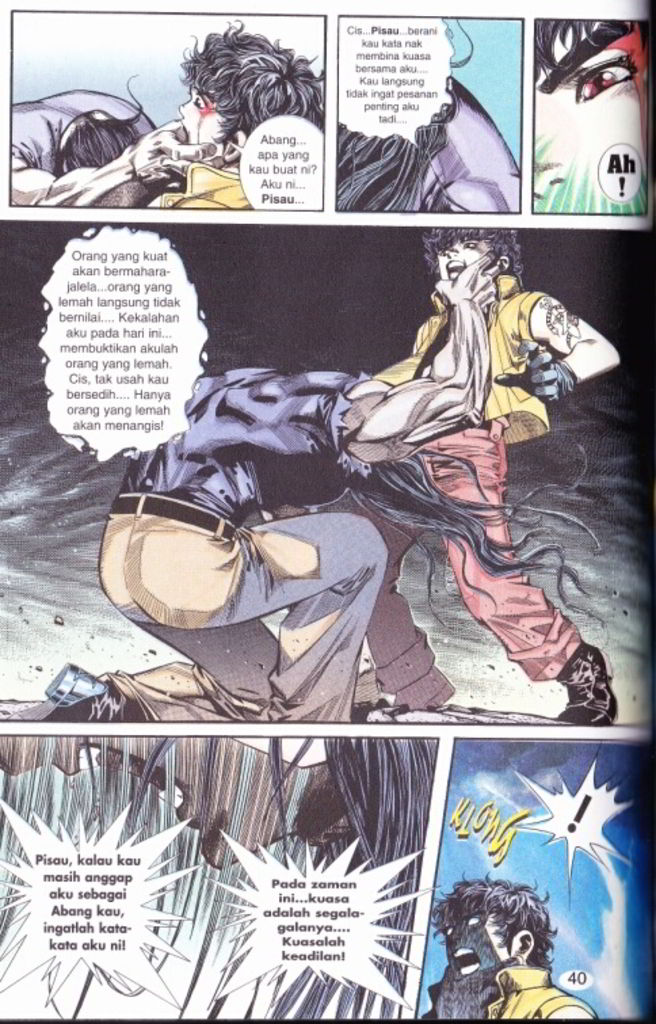 Abang...
apa yang
kau buat ni?
Aku ni...
Pisau...
Cis...Pisau...berani
kau kata nak
membina kuasa
bersama aku....
Kau langsung
tidak ingat pesanan
penting aku
tadi....
Ah
!
Orang yang kuat
akan bermahara-
jalela...orang yang
lemah langsung tidak
bernilai.... Kekalahan
aku pada hari ini...
membuktikan akulah
orang yang lemah.
Cis, tak usah kau
bersedih.... Hanya
orang yang lemah
akan menangis!
Pisau, kalau kau
masih anggap
aku sebagai
Abang kau,
ingatlah kata-
kata aku ni!
Pada zaman
ini...kuasa
adalah segala-
galanya....
Kuasalah
keadilan!
KLONG
!
40